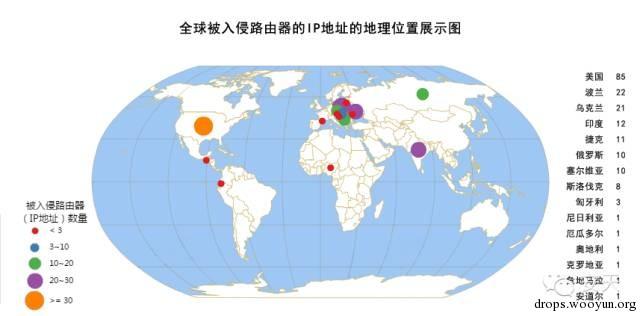 全球被入侵路由器的IP地址的地理位置展示图
美国 85
波兰 22
乌克兰 21
印度 12
捷克 11
俄罗斯 10
塞尔维亚 10
斯洛伐克 8
匈牙利 3
尼日利亚 1
厄瓜多尔 1
奥地利 1
克罗地亚 1
危地马拉 1
安道尔 1
被入侵路由器
（IP地址）数量
< 3
3~10
10~20
20~30
>= 30
drops.wooyun.org